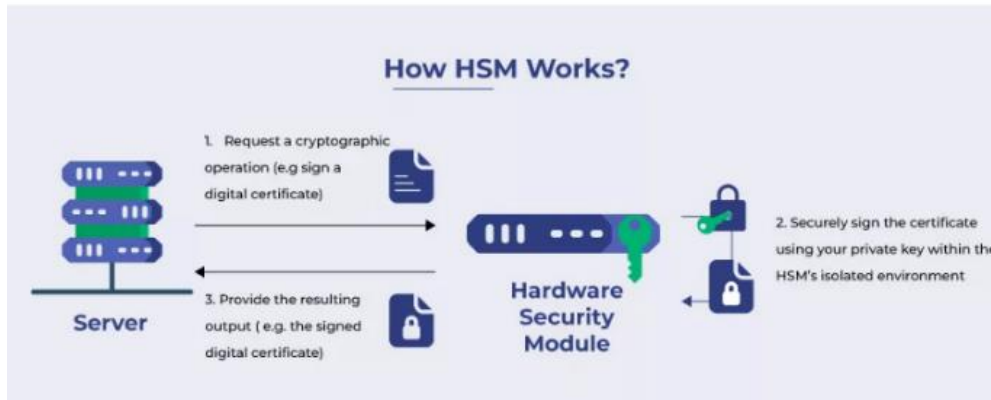 How HSM Works?
1. Request a cryptographic
operation (e.g sign a
digital certificate)
2. Securely sign the certificate
using your private key within the
HSM's isolated environment
3. Provide the resulting
output ( e.g. the signed
digital certificate)
Server
Hardware
Security
Module